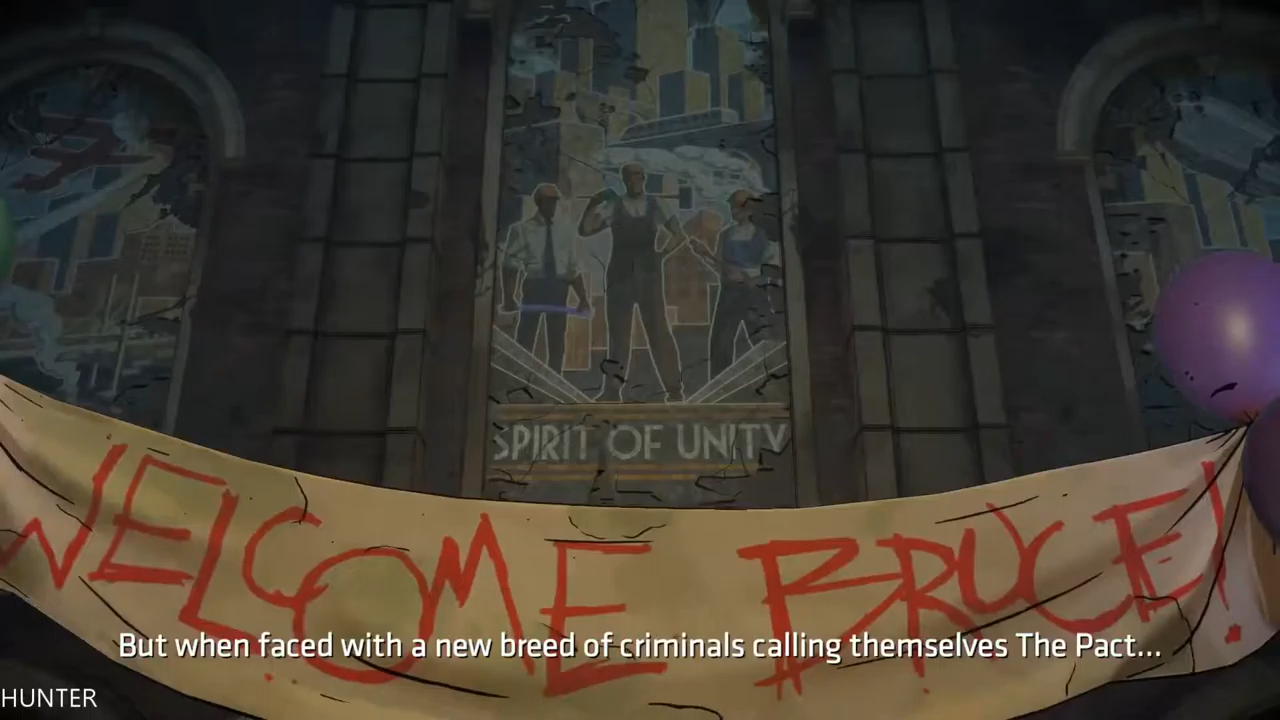 SPIRIT OF UNITY
WELCOME BRUCE!
But when faced with a new breed of criminals calling themselves The Pact...
HUNTER